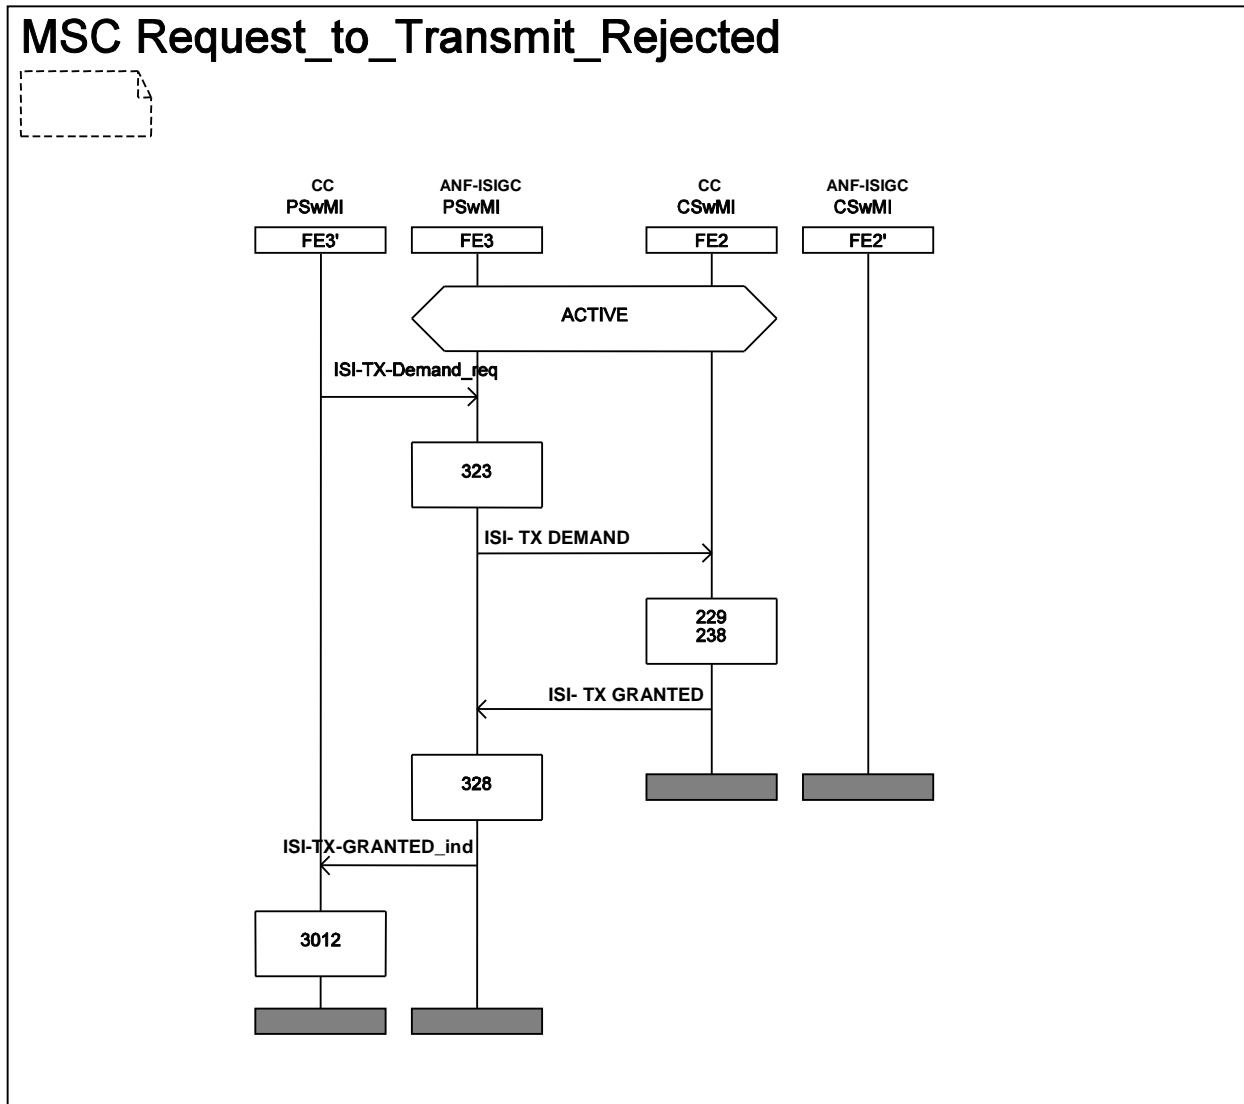 MSC Request_to_Transmit_Rejected
CC
PSwMI
ANF-ISIGC
PSwMI
CC
CSwMI
ANF-ISIGC
CSwMI
FE3'
FE3
FE2
FE2'
ACTIVE
ISI-TX-Demand_req
323
ISI- TX DEMAND
229
238
ISI- TX GRANTED
328
ISI-TX-GRANTED_ind
3012